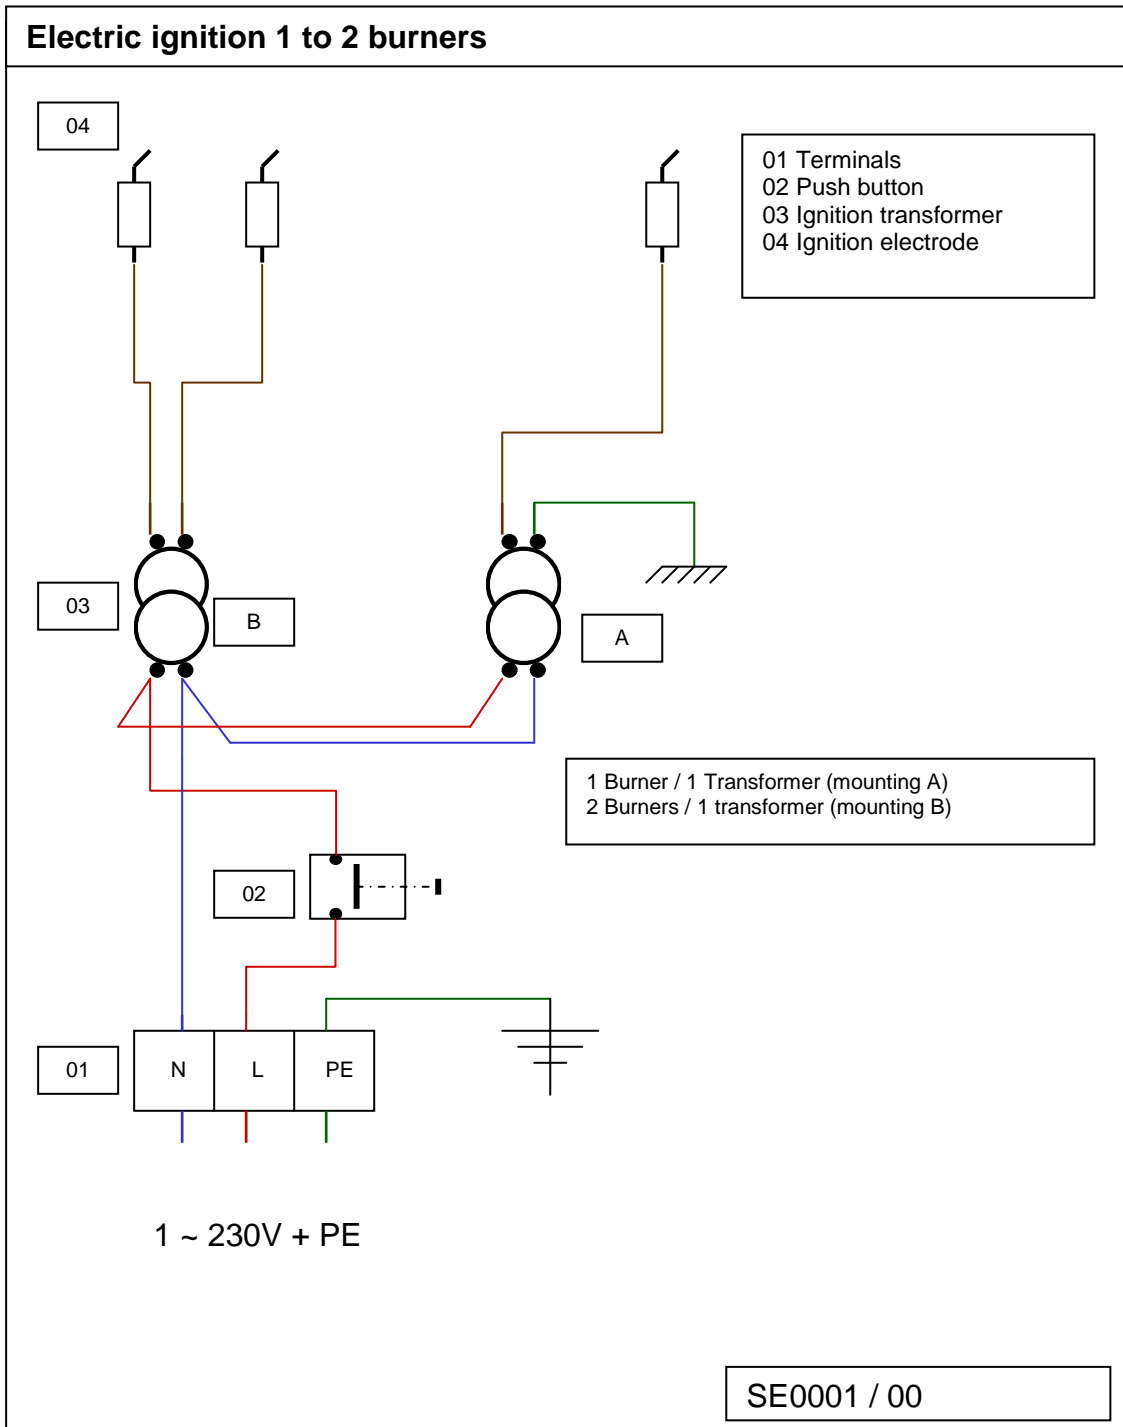 Electric ignition 1 to 2 burners
04
01 Terminals
02 Push button
03 Ignition transformer
04 Ignition electrode
03
B
A
1 Burner / 1 Transformer (mounting A)
2 Burners / 1 transformer (mounting B)
02
01
N L PE
1 ~ 230V + PE
SE0001 / 00